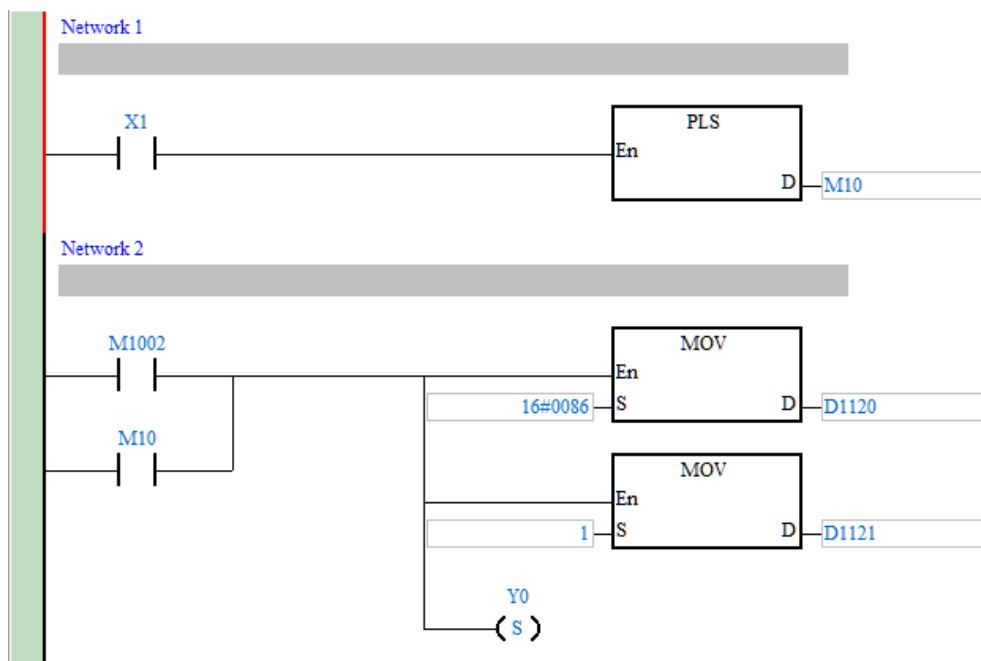 Network 1
X1
PLS
En
D M10
Network 2
M1002
MOV
En
16#0086 S D D1120
M10
MOV
En
1 S D D1121
Y0
S